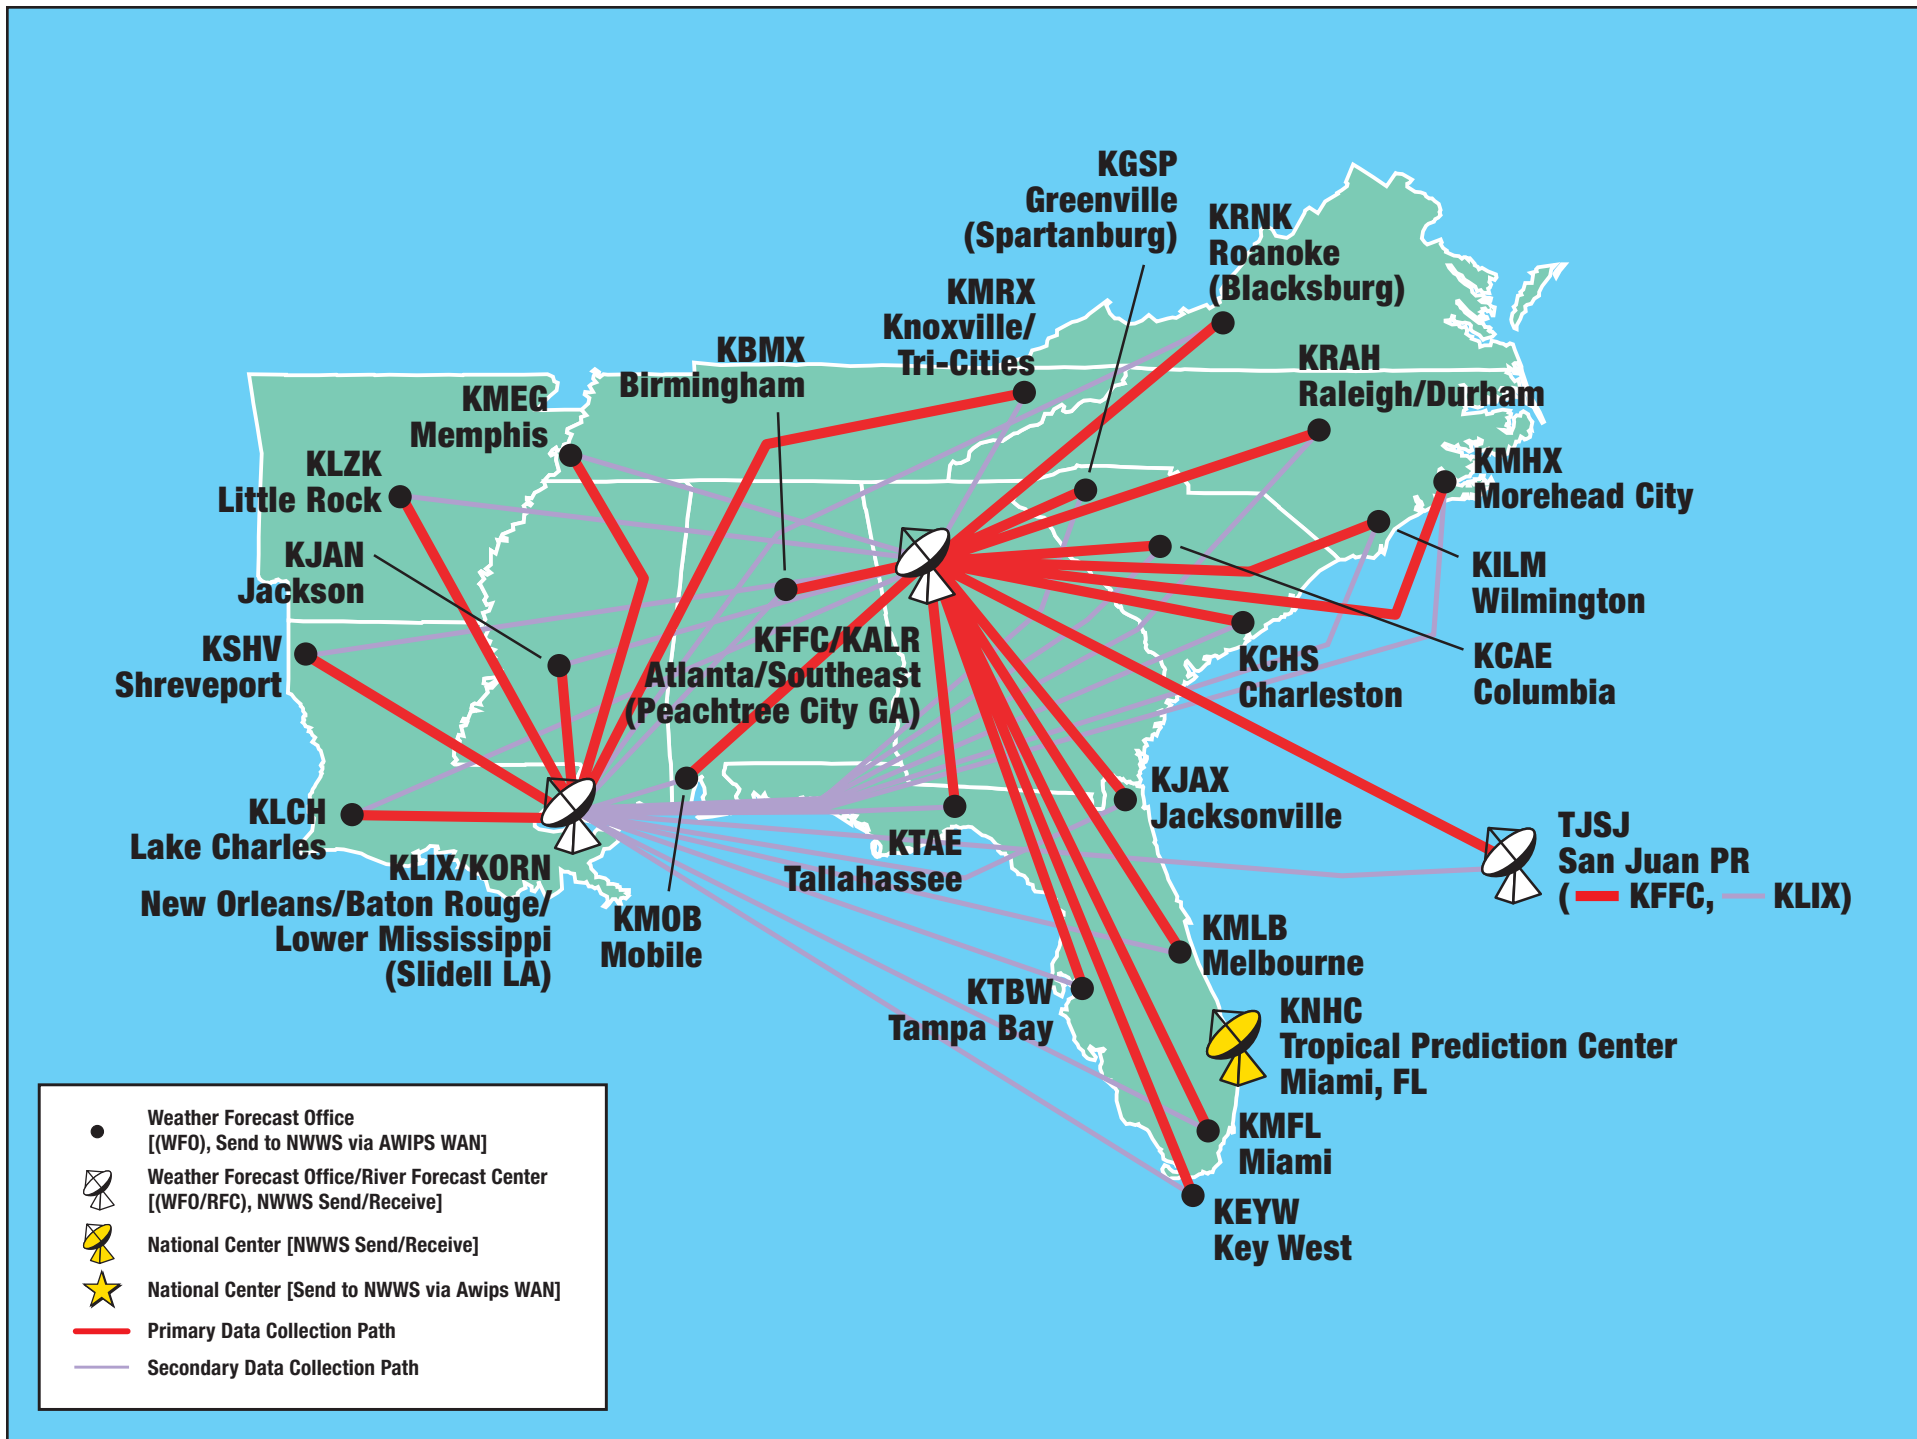 KGSP
Greenville
(Spartanburg)
KRNK
Roanoke
(Blacksburg)
KMRX
Knoxville/
Tri-Cities
KBMX
Birmingham
KRAH
Raleigh/Durham
KMEG
Memphis
KLZK
Little Rock
KMHX
Morehead City
KJAN
Jackson
KILM
Wilmington
KSHV
Shreveport
KFFC/KALR
Atlanta/Southeast
(Peachtree City GA)
KCHS
Charleston
KCAE
Columbia
KLCH
Lake Charles
KJAX
Jacksonville
TJSJ
San Juan PR
( KFFC, KLIX)
KTAE
Tallahassee
KLIX/KORN
New Orleans/Baton Rouge/
Lower Mississippi
(Slidell LA)
KMOB
Mobile
KMLB
Melbourne
KTBW
Tampa Bay
KNHC
Tropical Prediction Center
Miami, FL
KMFL
Miami
KEYW
Key West
Weather Forecast Office
[(WFO), Send to NWWS via AWIPS WAN]
Weather Forecast Office/River Forecast Center
[(WFO/RFC), NWWS Send/Receive]
National Center [NWWS Send/Receive]
National Center [Send to NWWS via Awips WAN]
Primary Data Collection Path
Secondary Data Collection Path